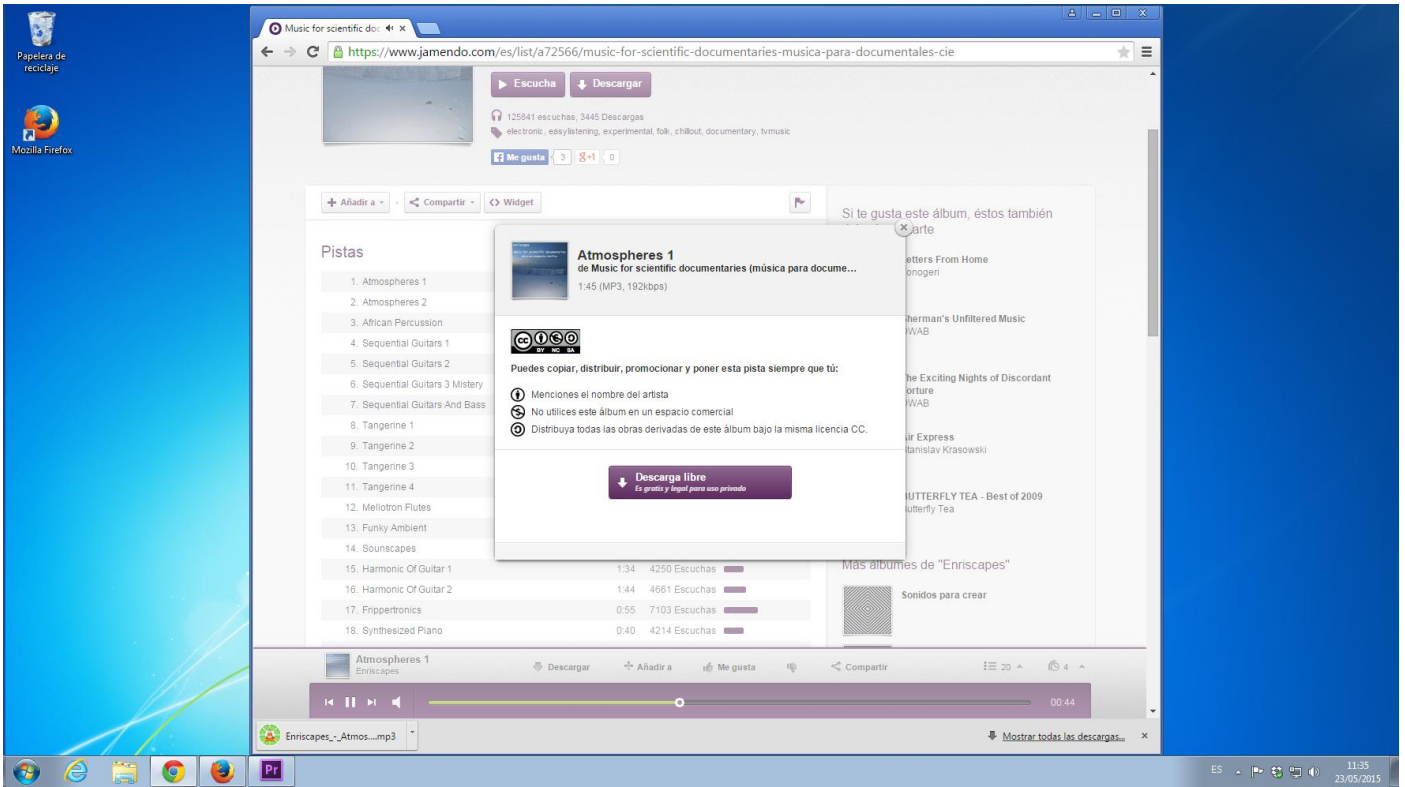 Papelera de
reciclaje
Mozilla Firefox
Music for scientific doc
https://www.jamendo.com/es/list/a72566/music-for-scientific-documentaries-musica-para-documentales-cie
Escucha
Descargar
125841 escuchas, 3445 Descargas
electronic, easylistening, experimental, folk, chillout, documentary, tvmusic
Me gusta 3 g+1 0
Añadir a
Compartir
Widget
Pistas
1. Atmospheres 1
2. Atmospheres 2
3. African Percussion
4. Sequential Guitars 1
5. Sequential Guitars 2
6. Sequential Guitars 3 Mistery
7. Sequential Guitars And Bass
8. Tangerine 1
9. Tangerine 2
10. Tangerine 3
11. Tangerine 4
12. Mellotron Flutes
13. Funky Ambient
14. Sounscapes
15. Harmonic Of Guitar 1 1:34 4250 Escuchas
16. Harmonic Of Guitar 2 1:44 4661 Escuchas
17. Frippertronics 0:55 7103 Escuchas
18. Synthesized Piano 0:40 4214 Escuchas
Atmospheres 1
de Music for scientific documentaries (música para docume...
1:45 (MP3, 192kbps)
cc
BY NC SA
Puedes copiar, distribuir, promocionar y poner esta pista siempre que tú:
Menciones el nombre del artista
No utilices este álbum en un espacio comercial
Distribuya todas las obras derivadas de este álbum bajo la misma licencia CC.
Descarga libre
Es gratis y legal para uso privado
Si te gusta este álbum, éstos también
arte
etters From Home
onogeri
herman's Unfiltered Music
WAB
he Exciting Nights of Discordant
orture
WAB
ir Express
tanislav Krasowski
UTTERFLY TEA - Best of 2009
utterfly Tea
Más álbumes de "Enriscapes"
Sonidos para crear
Atmospheres 1
Enriscapes
Descargar
Añadir a
Me gusta
Compartir
20
4
00:44
Enriscapes_-_Atmos....mp3
Mostrar todas las descargas...
Pr
ES
11:35
23/05/2015